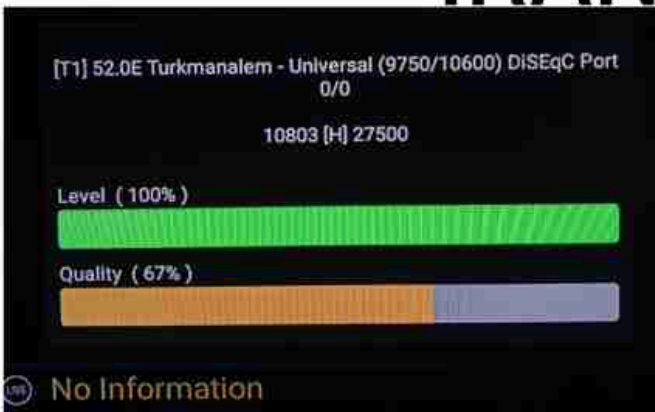 [T1] 52.0E Turkmanalem - Universal (9750/10600) DiSEqC Port
0/0
10803 [H] 27500
Level ( 100% )
Quality ( 67% )
LIVE
No Information